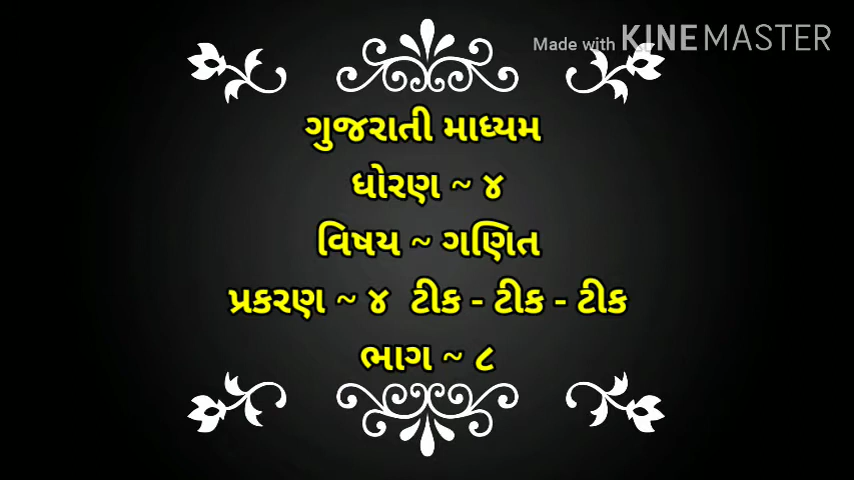 Made with KINEMASTER
ગુજરાતી માધ્યમ
ધોરણ ~ ૪
વિષય ~ ગણિત
પ્રકરણ ~ ૪ ટીક - ટીક - ટીક
ભાગ ~ ૮